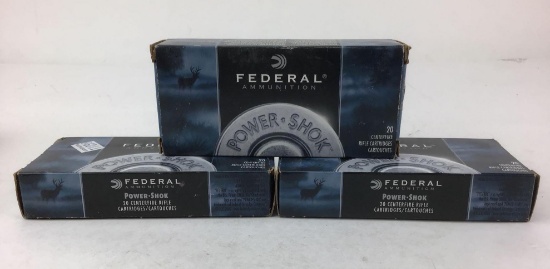 FEDERAL®
AMMUNITION
POWER·SHOK
20
CENTERFIRE
RIFLE CARTRIDGES
CARTOUCHES
FEDERAL
AMMUNITION
POWER-SHOK
20 CENTERFIRE RIFLE
CARTRIDGES/CARTOUCHES
20
FEDERAL
AMMUNITION
POWER-SHOK
20 CENTERFIRE RIFLE
CARTRIDGES/CARTOUCHES